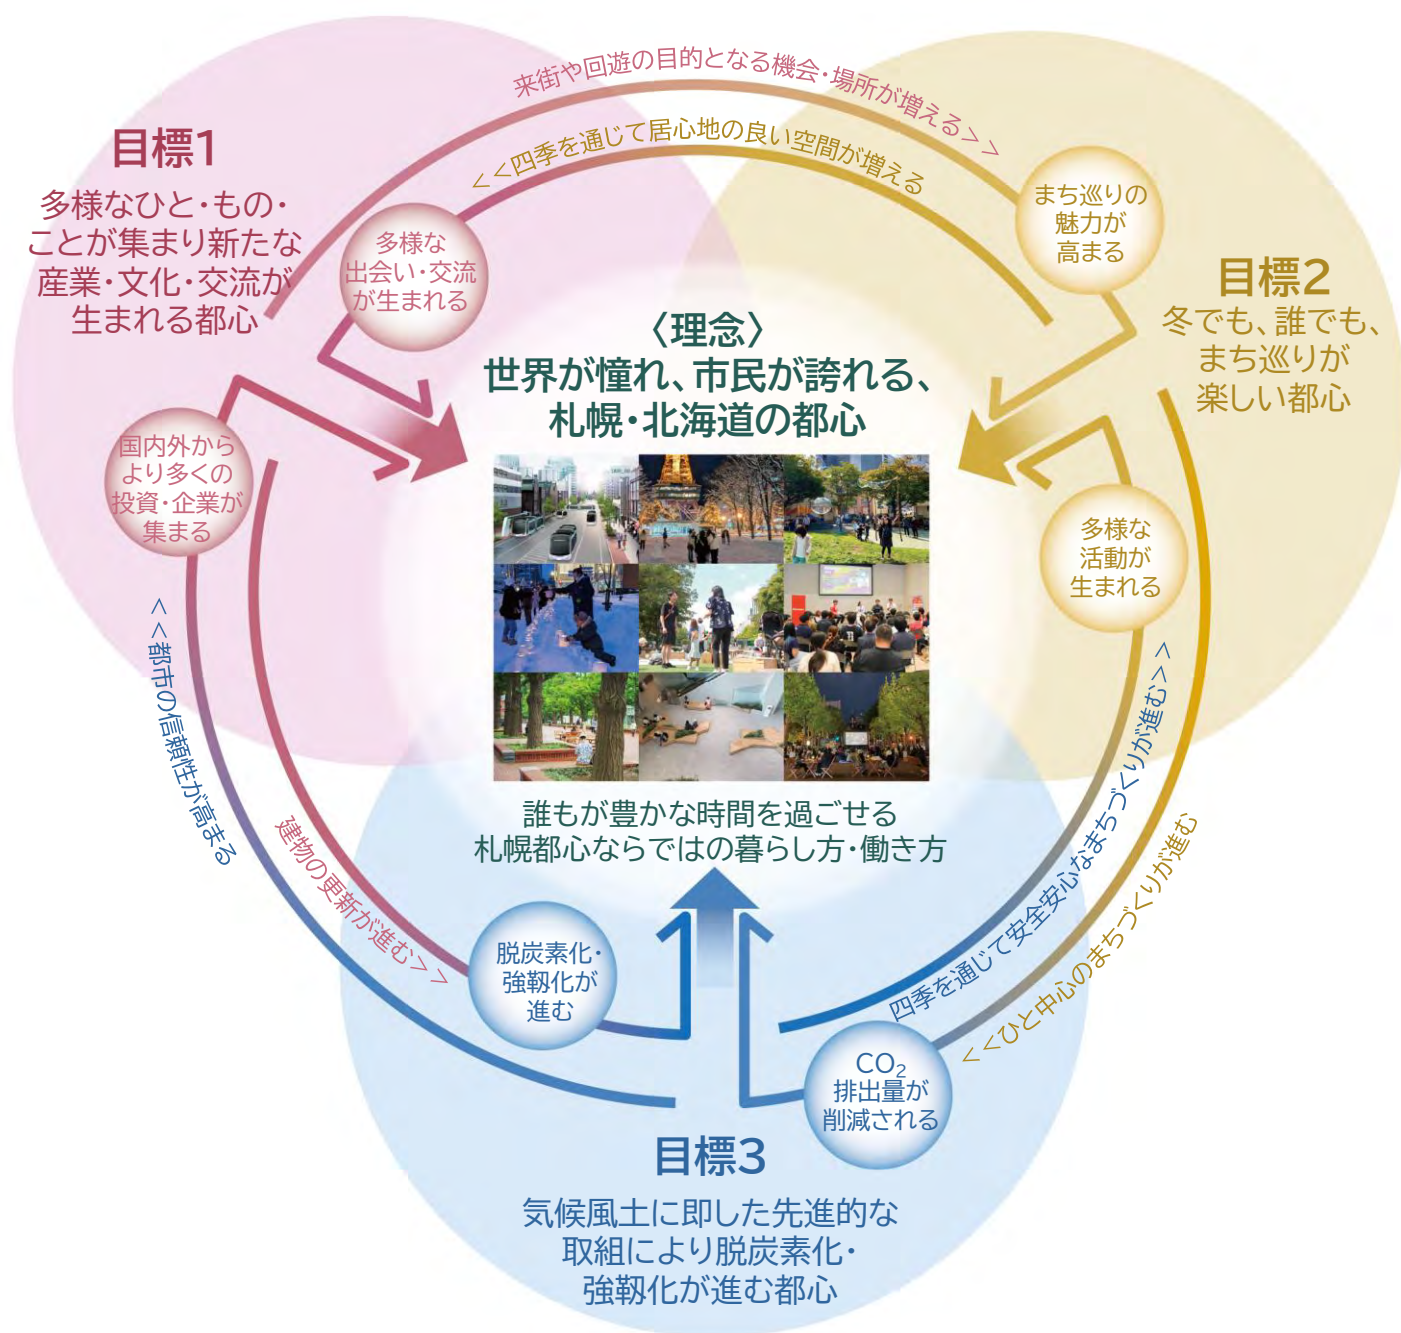 来街や回遊の目的となる機会・場所が増える>>
<<四季を通じて居心地の良い空間が増える
目標1
多様なひと・もの・
ことが集まり新たな
産業・文化・交流が
生まれる都心
多様な
出会い・交流
が生まれる
まち巡りの
魅力が
高まる
目標2
冬でも、誰でも、
まち巡りが
楽しい都心
〈理念〉
世界が憧れ、市民が誇れる、
札幌・北海道の都心
国内外から
より多くの
投資・企業が
集まる
多様な
活動が
生まれる
<<都市の信頼性が高まる
建物の更新が進む>>
四季を通じて安全安心なまちづくりが進む>>
<<ひと中心のまちづくりが進む
誰もが豊かな時間を過ごせる
札幌都心ならではの暮らし方・働き方
脱炭素化・
強靱化が
進む
CO₂
排出量が
削減される
目標3
気候風土に即した先進的な
取組により脱炭素化・
強靱化が進む都心